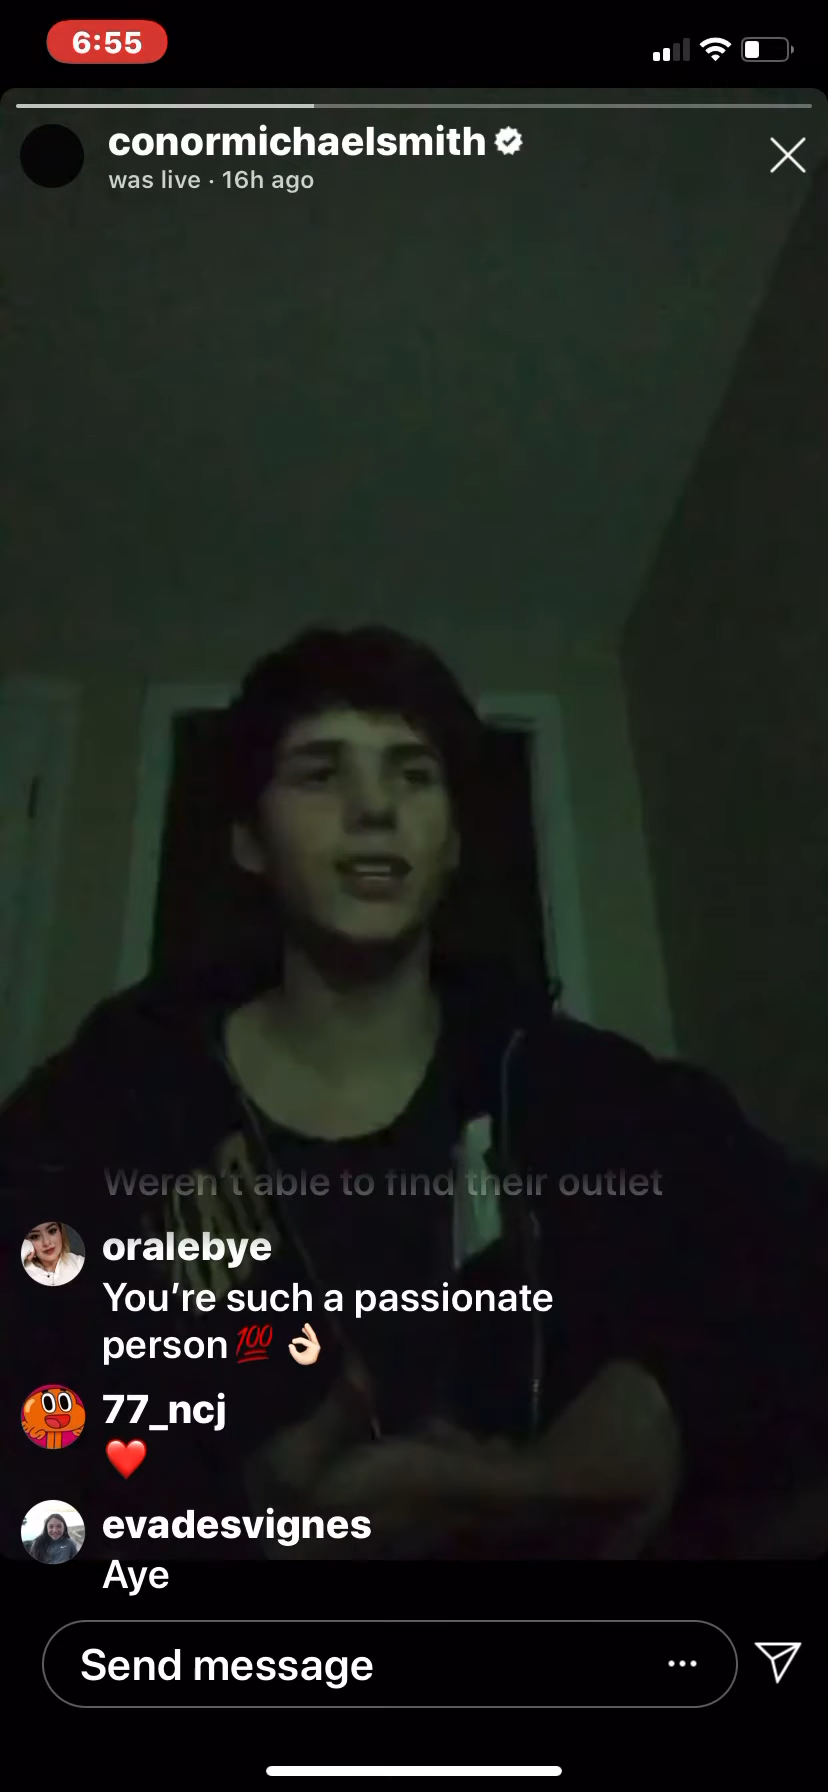 6:55
conormichaelsmith
was live · 16h ago
Weren't able to find their outlet
oralebye
You're such a passionate
person 💯 👌🏻
77_ncj
❤️
evadesvignes
Aye
Send message